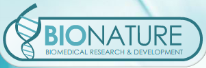 BIONATURE
BIOMEDICAL RESEARCH & DEVELOPMENT